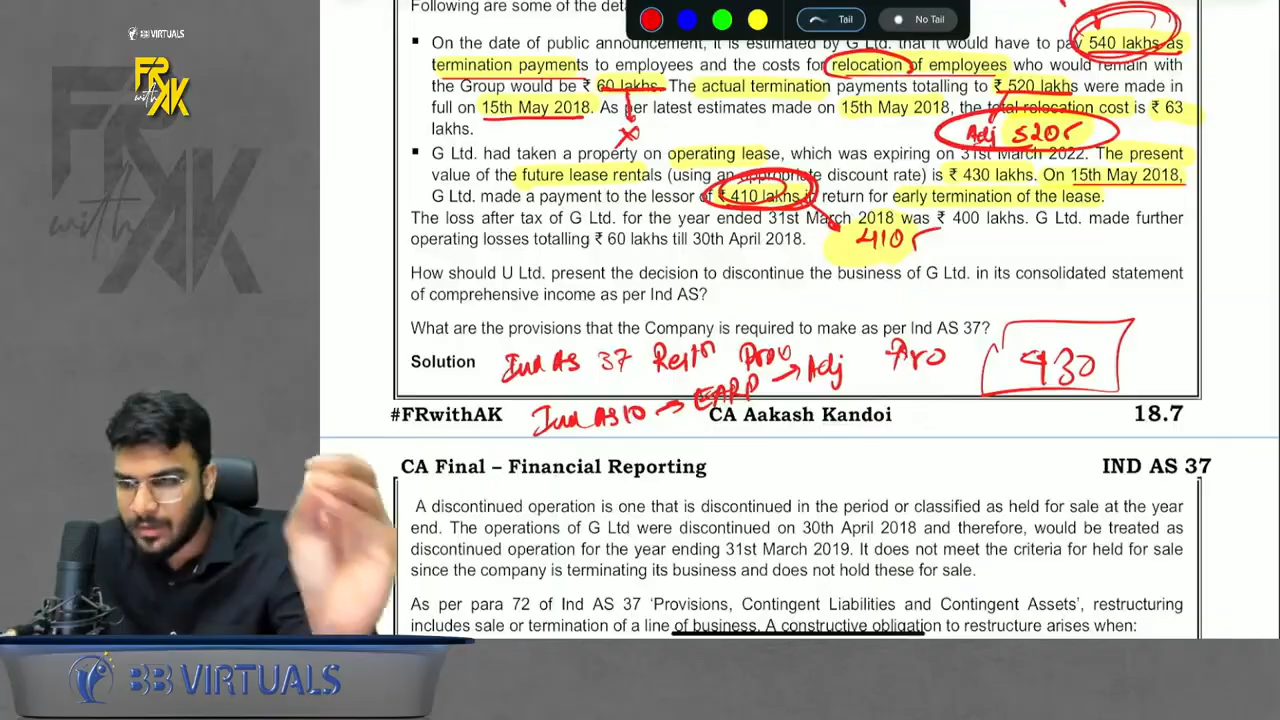 BB VIRTUALS
FR
with
AK
Tail
No Tail
Following are some of the
▪ On the date of public announcement, it is estimated by G Ltd. that it would have to pay 540 lakhs as
termination payments to employees and the costs for relocation of employees who would remain with
the Group would be ₹ 60 lakhs. The actual termination payments totalling to ₹ 520 lakhs were made in
full on 15th May 2018. As per latest estimates made on 15th May 2018, the total relocation cost is ₹ 63
lakhs.
Adj 520
▪ G Ltd. had taken a property on operating lease, which was expiring on 31st March 2022. The present
value of the future lease rentals (using an appropriate discount rate) is ₹ 430 lakhs. On 15th May 2018,
G Ltd. made a payment to the lessor of ₹ 410 lakhs in return for early termination of the lease.
The loss after tax of G Ltd. for the year ended 31st March 2018 was ₹ 400 lakhs. G Ltd. made further
operating losses totalling ₹ 60 lakhs till 30th April 2018.
410
How should U Ltd. present the decision to discontinue the business of G Ltd. in its consolidated statement
of comprehensive income as per Ind AS?
What are the provisions that the Company is required to make as per Ind AS 37?
Solution Ind AS 37 Restn Prov Pro 930
Ind AS 10 → → Adj
#FRwithAK CA Aakash Kandoi 18.7
CA Final – Financial Reporting IND AS 37
A discontinued operation is one that is discontinued in the period or classified as held for sale at the year
end. The operations of G Ltd were discontinued on 30th April 2018 and therefore, would be treated as
discontinued operation for the year ending 31st March 2019. It does not meet the criteria for held for sale
since the company is terminating its business and does not hold these for sale.
As per para 72 of Ind AS 37 ‘Provisions, Contingent Liabilities and Contingent Assets’, restructuring
includes sale or termination of a line of business. A constructive obligation to restructure arises when:
BB VIRTUALS